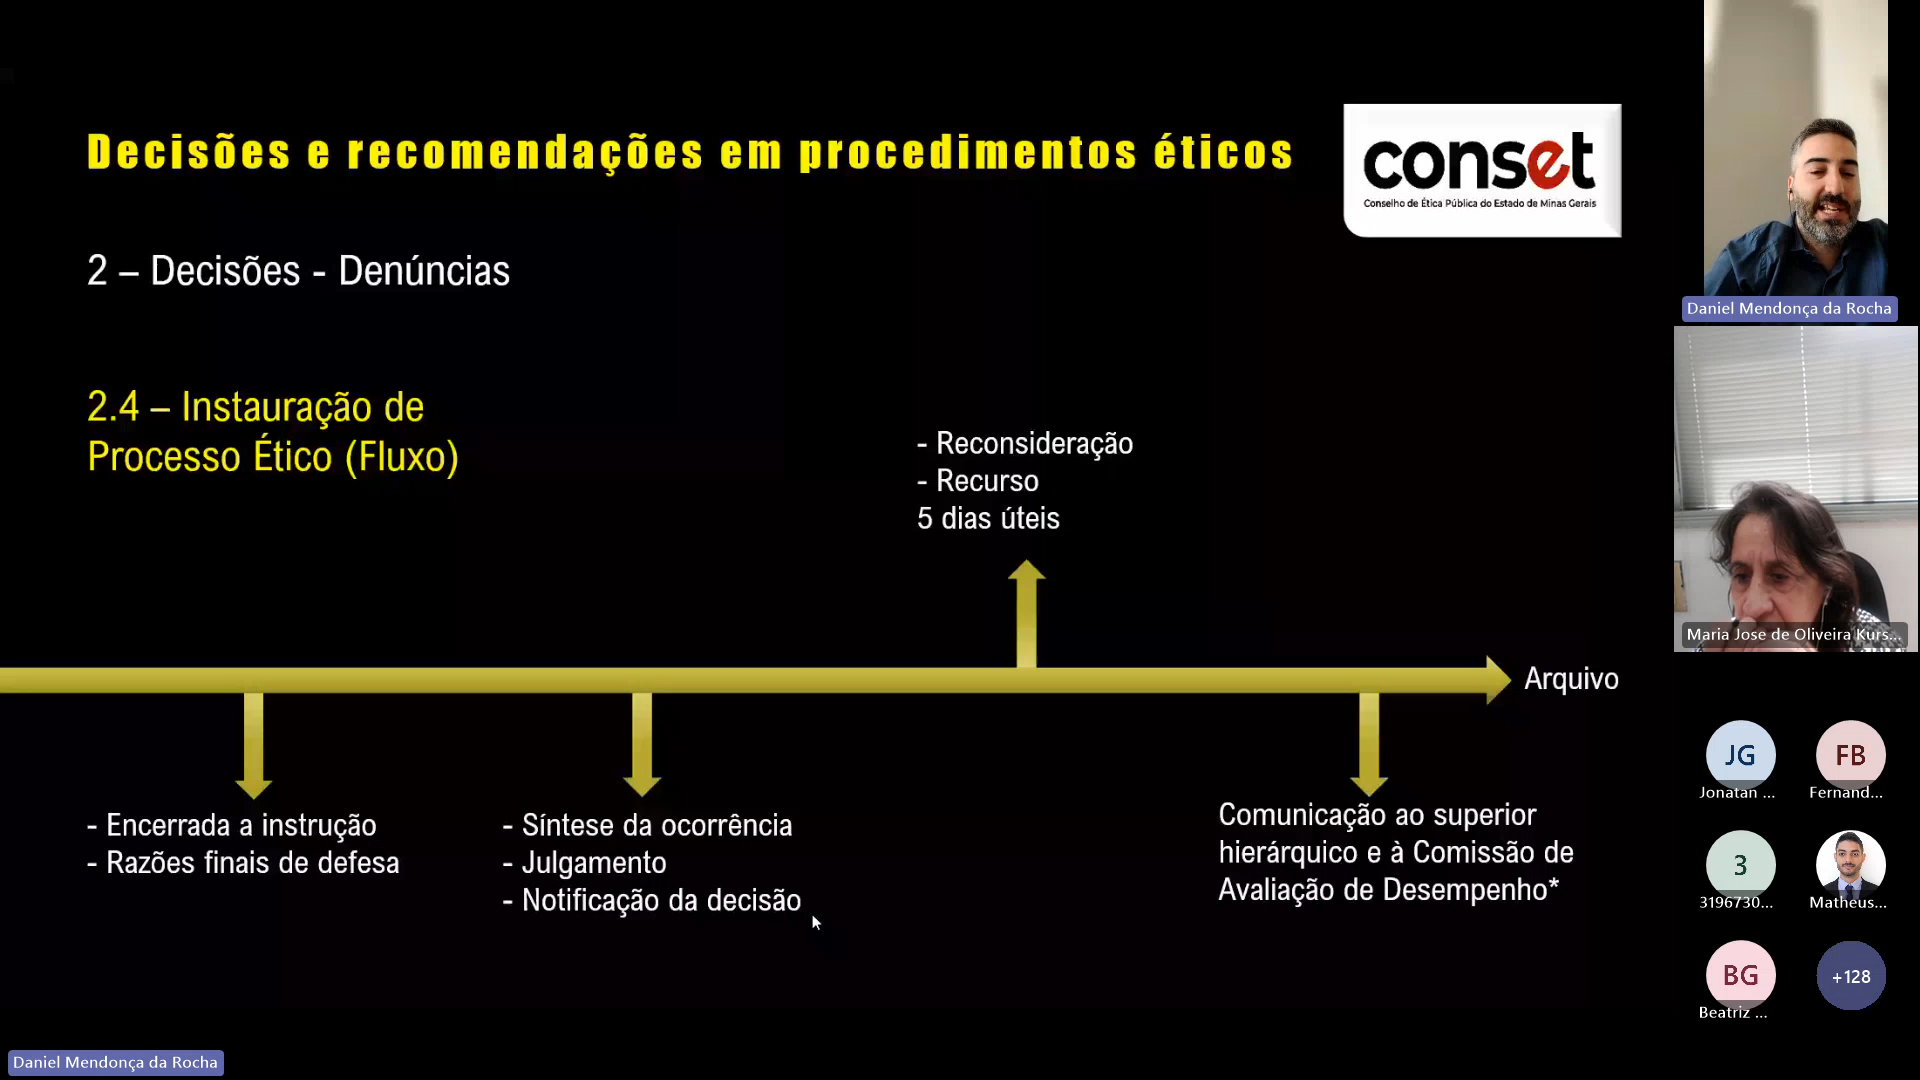 Decisões e recomendações em procedimentos éticos
conset
Conselho de Ética Pública do Estado de Minas Gerais
2 – Decisões - Denúncias
2.4 – Instauração de
Processo Ético (Fluxo)
- Reconsideração
- Recurso
5 dias úteis
Arquivo
- Encerrada a instrução
- Razões finais de defesa
- Síntese da ocorrência
- Julgamento
- Notificação da decisão
Comunicação ao superior
hierárquico e à Comissão de
Avaliação de Desempenho*
Daniel Mendonça da Rocha
Maria Jose de Oliveira Kurs...
JG
Jonatan ...
FB
Fernand...
3
3196730...
Matheus...
BG
Beatriz ...
+128
Daniel Mendonça da Rocha